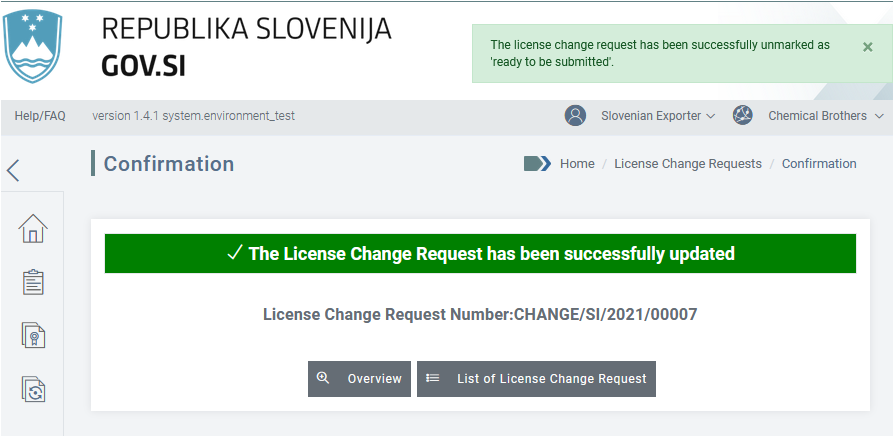 REPUBLIKA SLOVENIJA
GOV.SI
The license change request has been successfully unmarked as
'ready to be submitted'.
×
Help/FAQ
version 1.4.1 system.environment_test
Slovenian Exporter
Chemical Brothers
Confirmation
Home / License Change Requests / Confirmation
✓ The License Change Request has been successfully updated
License Change Request Number:CHANGE/SI/2021/00007
Overview
List of License Change Request